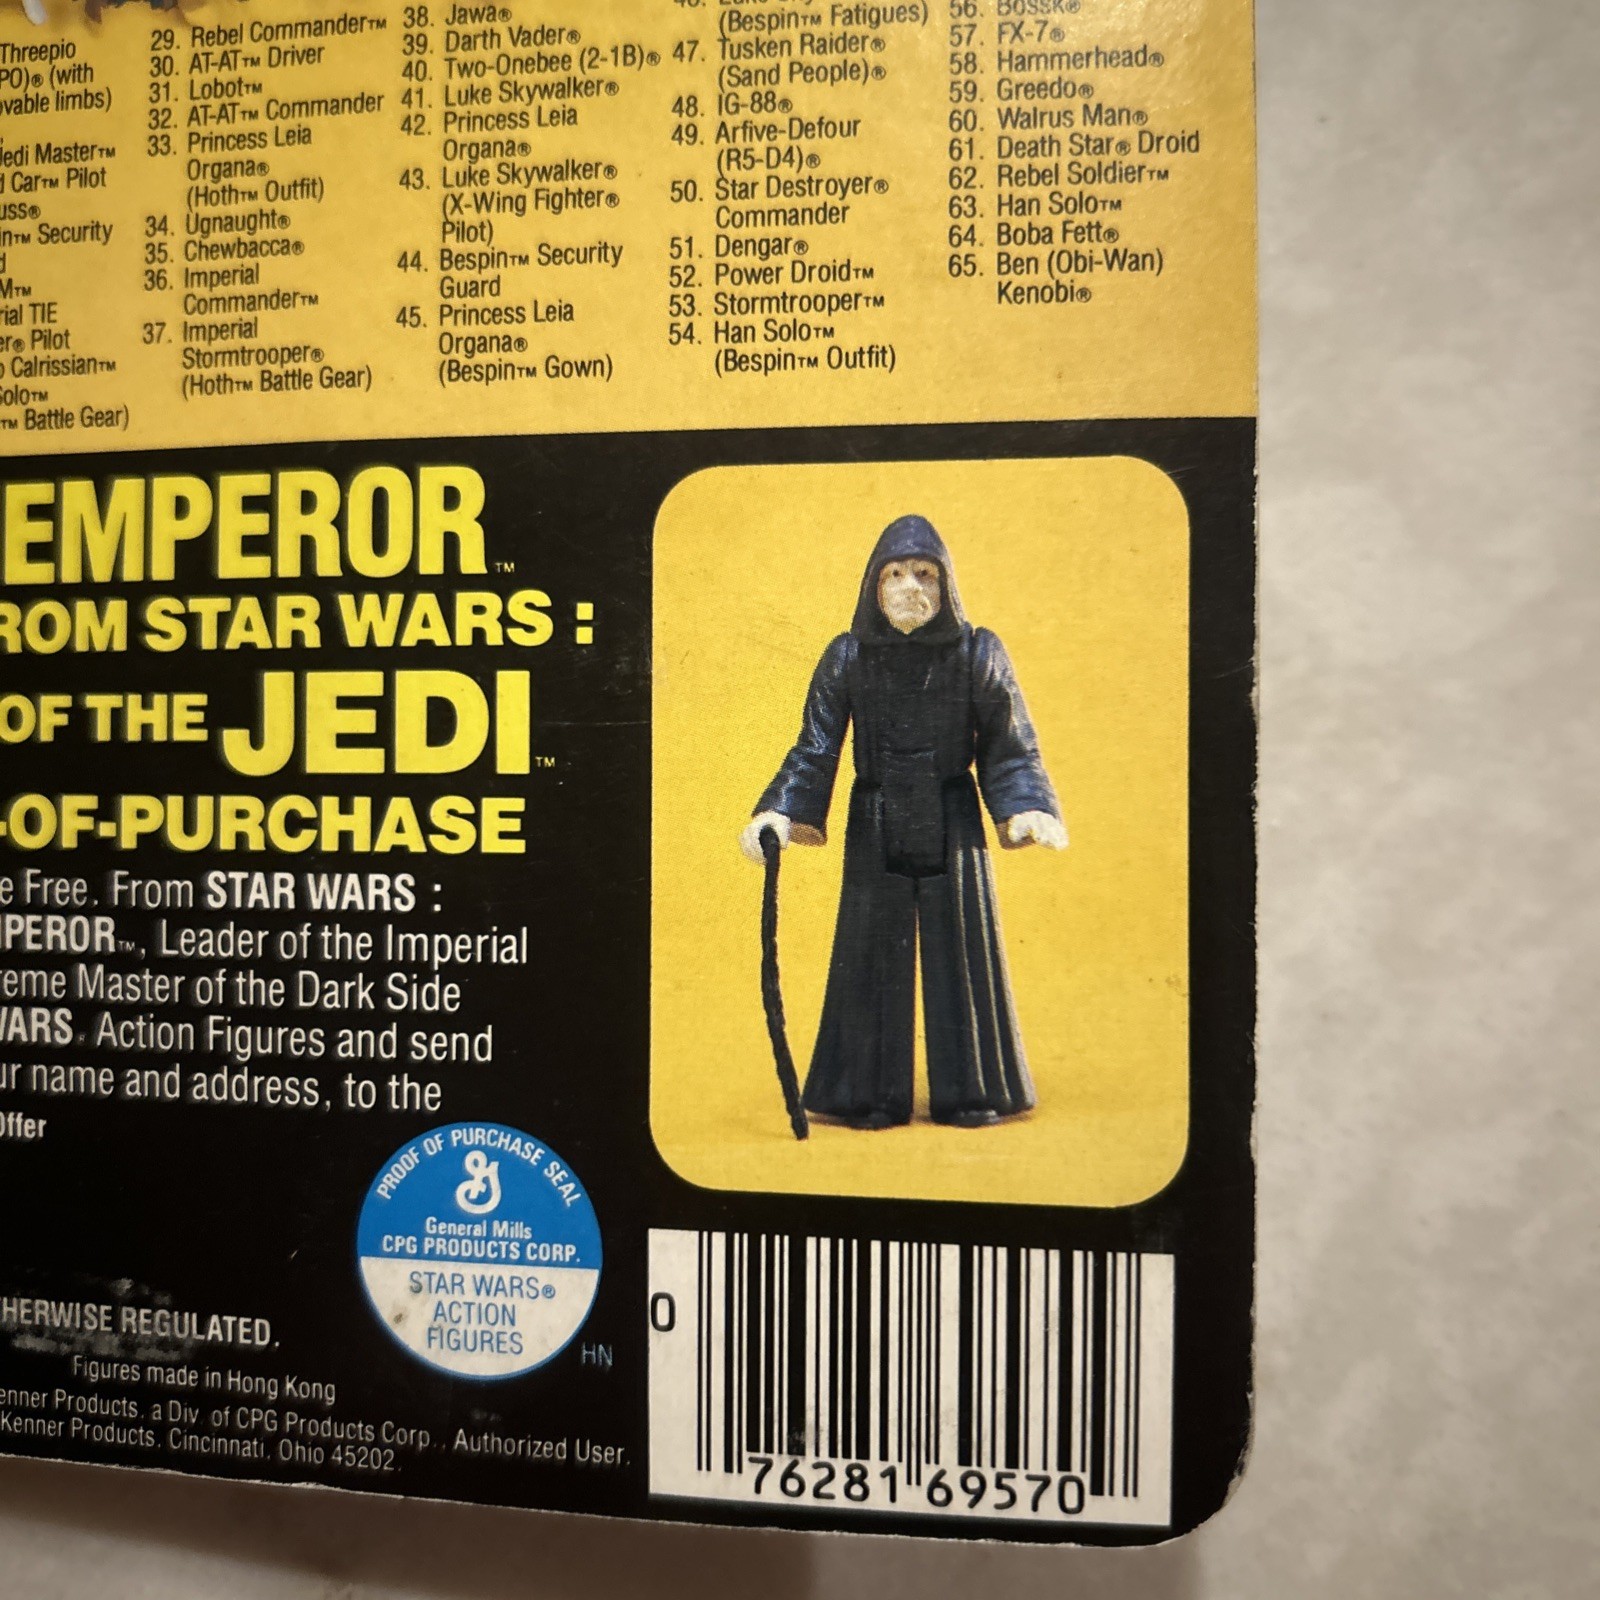 Threepio
PO)® (with
vable limbs)
Jedi Master™
d Car™ Pilot
uss®
in™ Security
d
M™
rial TIE
er® Pilot
o Calrissian™
Solo™
™ Battle Gear)
29. Rebel Commander™
30. AT-AT™ Driver
31. Lobot™
32. AT-AT™ Commander
33. Princess Leia
Organa®
(Hoth™ Outfit)
34. Ugnaught®
35. Chewbacca®
36. Imperial
Commander™
37. Imperial
Stormtrooper®
(Hoth™ Battle Gear)
38. Jawa®
39. Darth Vader®
40. Two-Onebee (2-1B)®
41. Luke Skywalker®
42. Princess Leia
Organa®
43. Luke Skywalker®
(X-Wing Fighter®
Pilot)
44. Bespin™ Security
Guard
45. Princess Leia
Organa®
(Bespin™ Gown)
(Bespin™ Fatigues)
47. Tusken Raider®
(Sand People)®
48. IG-88®
49. Arfive-Defour
(R5-D4)®
50. Star Destroyer®
Commander
51. Dengar®
52. Power Droid™
53. Stormtrooper™
54. Han Solo™
(Bespin™ Outfit)
56. Bossk®
57. FX-7®
58. Hammerhead®
59. Greedo®
60. Walrus Man®
61. Death Star® Droid
62. Rebel Soldier™
63. Han Solo™
64. Boba Fett®
65. Ben (Obi-Wan)
Kenobi®
EMPEROR™
ROM STAR WARS :
OF THE JEDI™
-OF-PURCHASE
e Free. From STAR WARS :
MPEROR™, Leader of the Imperial
reme Master of the Dark Side
WARS® Action Figures and send
ur name and address, to the
Offer
PROOF OF PURCHASE SEAL
General Mills
CPG PRODUCTS CORP.
STAR WARS®
ACTION
FIGURES
HN
THERWISE REGULATED.
Figures made in Hong Kong
enner Products, a Div. of CPG Products Corp., Authorized User.
Kenner Products, Cincinnati, Ohio 45202.
0 76281 69570